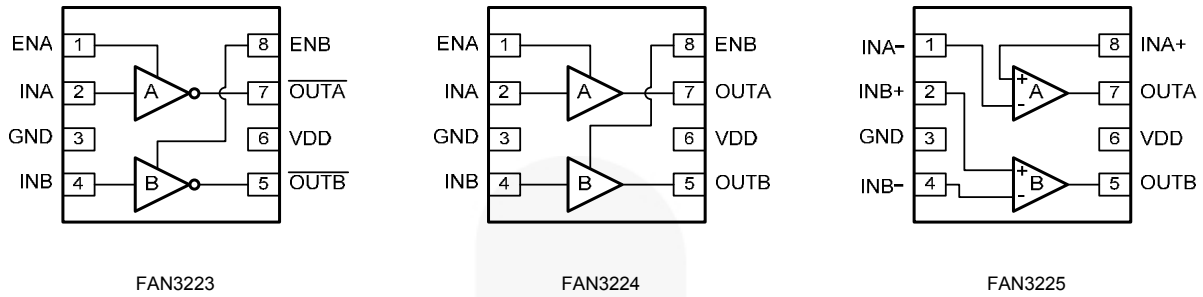 ENA 1 8 ENB
INA 2 A 7 OUTA
GND 3 6 VDD
INB 4 B 5 OUTB
FAN3223
ENA 1 8 ENB
INA 2 A 7 OUTA
GND 3 6 VDD
INB 4 B 5 OUTB
FAN3224
INA- 1 8 INA+
INB+ 2 + - A 7 OUTA
GND 3 6 VDD
INB- 4 + - B 5 OUTB
FAN3225